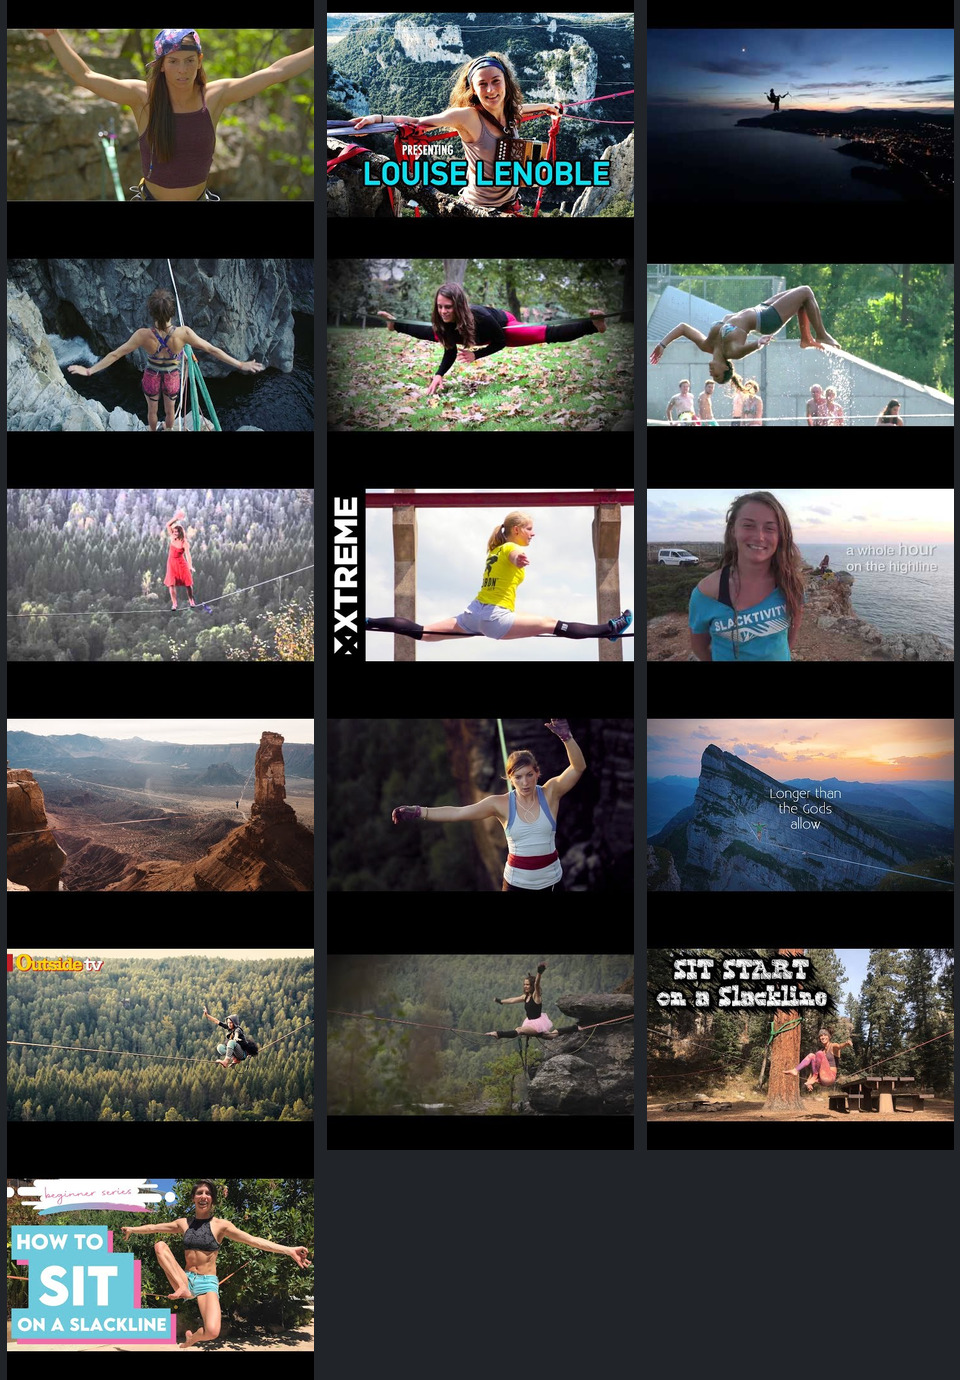 PRESENTING
LOUISE LENOBLE
XTREME
a whole hour
on the highline
SLACKTIVITY
Longer than
the Gods
allow
Outside tv
SIT START
on a Slackline
beginner series
HOW TO
SIT
ON A SLACKLINE